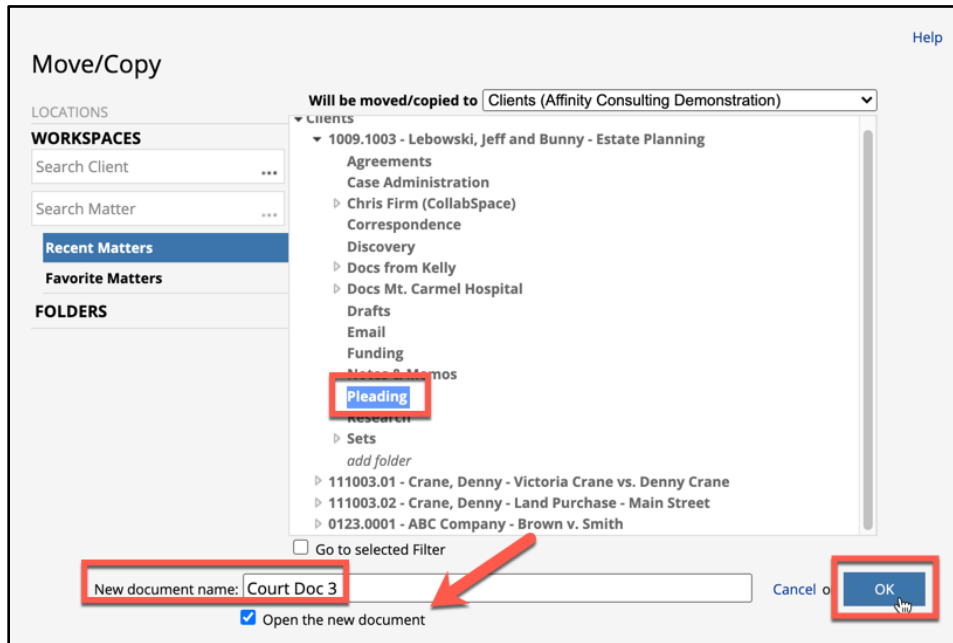 Help
Move/Copy
Will be moved/copied to Clients (Affinity Consulting Demonstration)
LOCATIONS
WORKSPACES
Search Client ...
Search Matter ...
Recent Matters
Favorite Matters
FOLDERS
Clients
1009.1003 - Lebowski, Jeff and Bunny - Estate Planning
Agreements
Case Administration
Chris Firm (CollabSpace)
Correspondence
Discovery
Docs from Kelly
Docs Mt. Carmel Hospital
Drafts
Email
Funding
Notes & Memos
Pleading
Research
Sets
add folder
111003.01 - Crane, Denny - Victoria Crane vs. Denny Crane
111003.02 - Crane, Denny - Land Purchase - Main Street
0123.0001 - ABC Company - Brown v. Smith
Go to selected Filter
New document name: Court Doc 3
Cancel o OK
Open the new document